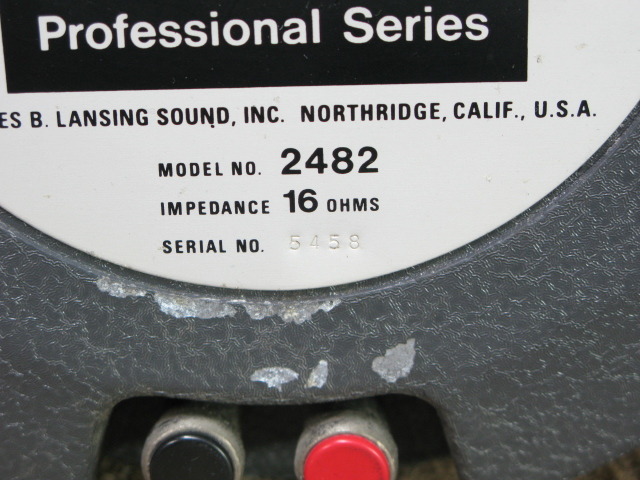 Professional Series
ES B. LANSING SOUND, INC. NORTHRIDGE, CALIF., U.S.A.
MODEL NO. 2482
IMPEDANCE 16 OHMS
SERIAL NO. 5458